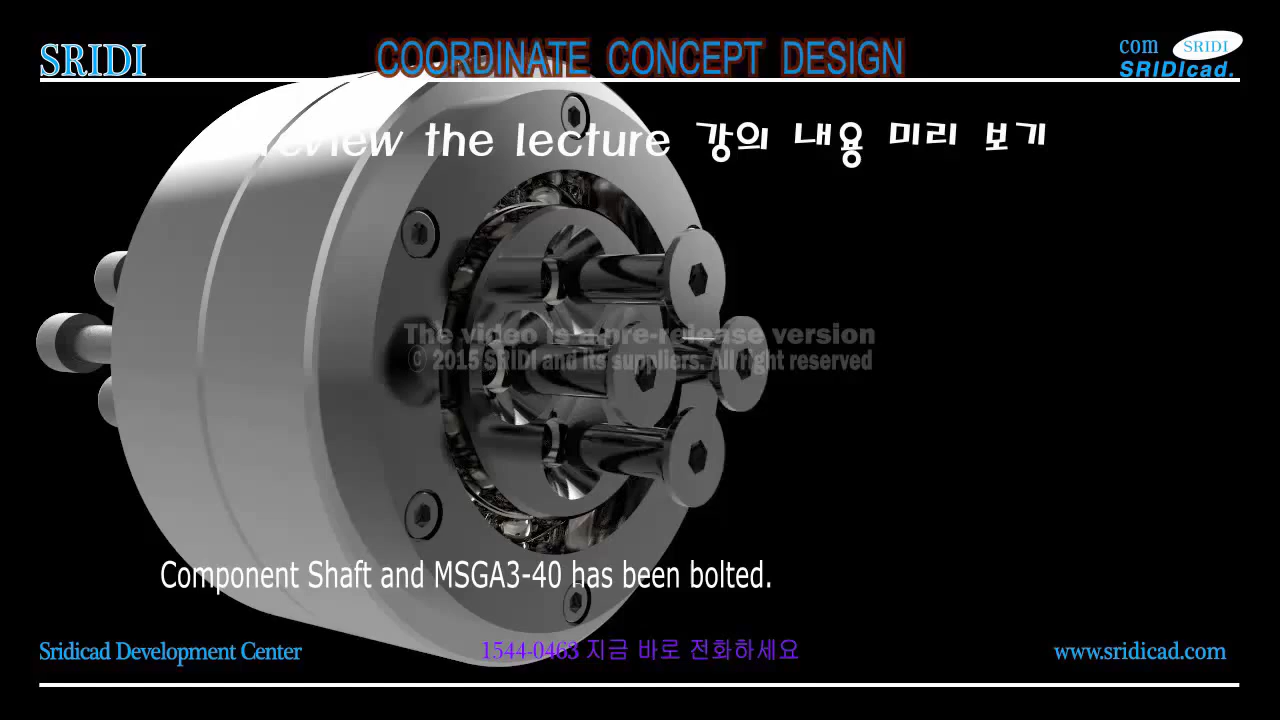 SRIDI
COORDINATE CONCEPT DESIGN
com SRIDI
SRIDIcad.
the lecture 강의 내용 미리 보기
The video is a pre-release version
© 2015 SRIDI and its suppliers. All right reserved
Component Shaft and MSGA3-40 has been bolted.
Sridicad Development Center
1544-0463 지금 바로 전화하세요
www.sridicad.com